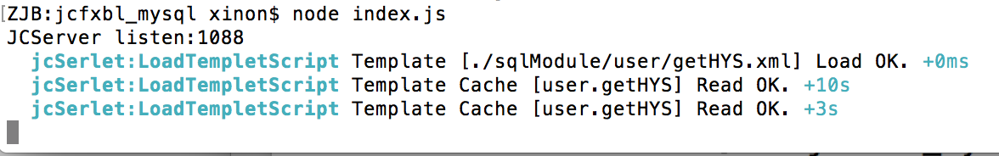 [ZJB:jcfxbl_mysql xinon$ node index.js
JCServer listen:1088
jcSerlet:LoadTempletScript Template [./sqlModule/user/getHYS.xml] Load OK. +0ms
jcSerlet:LoadTempletScript Template Cache [user.getHYS] Read OK. +10s
jcSerlet:LoadTempletScript Template Cache [user.getHYS] Read OK. +3s